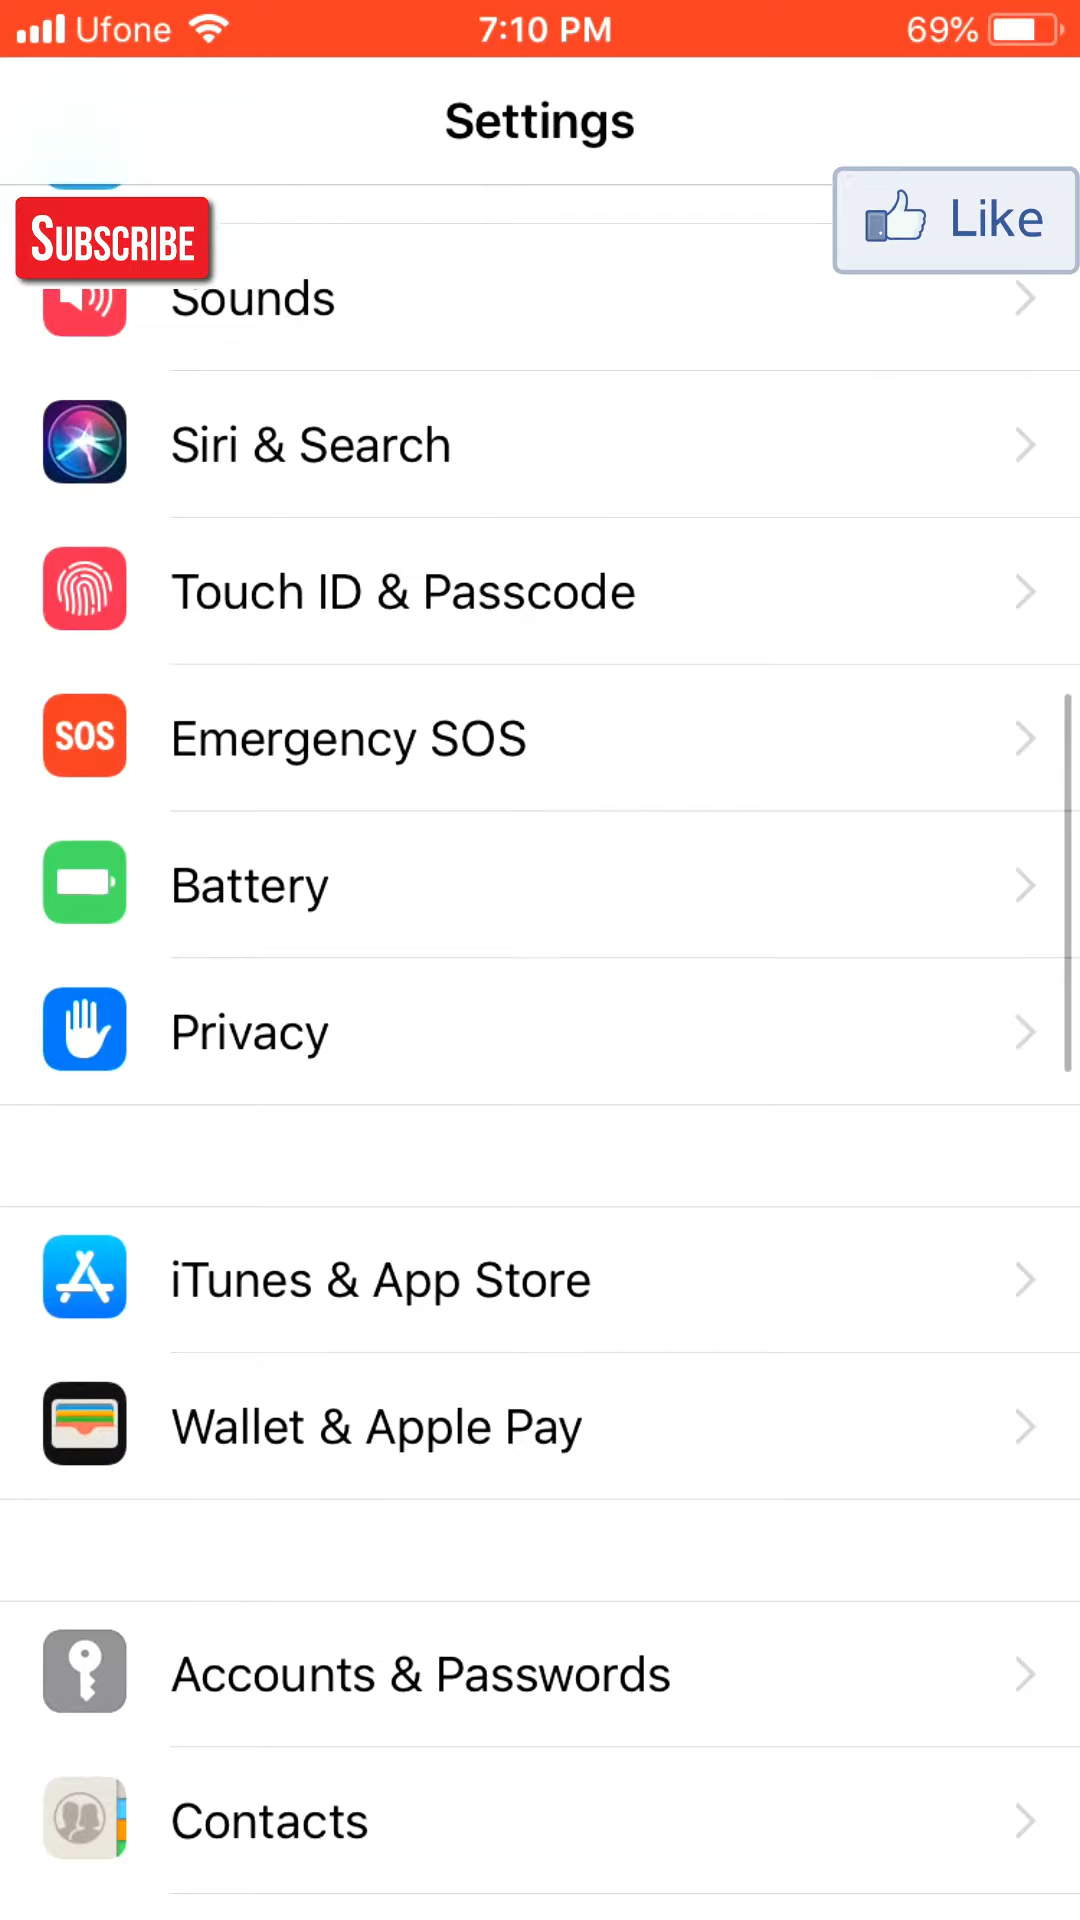 Ufone 7:10 PM 69%
Settings
SUBSCRIBE
Like
Sounds
Siri & Search
Touch ID & Passcode
SOS Emergency SOS
Battery
Privacy
iTunes & App Store
Wallet & Apple Pay
Accounts & Passwords
Contacts